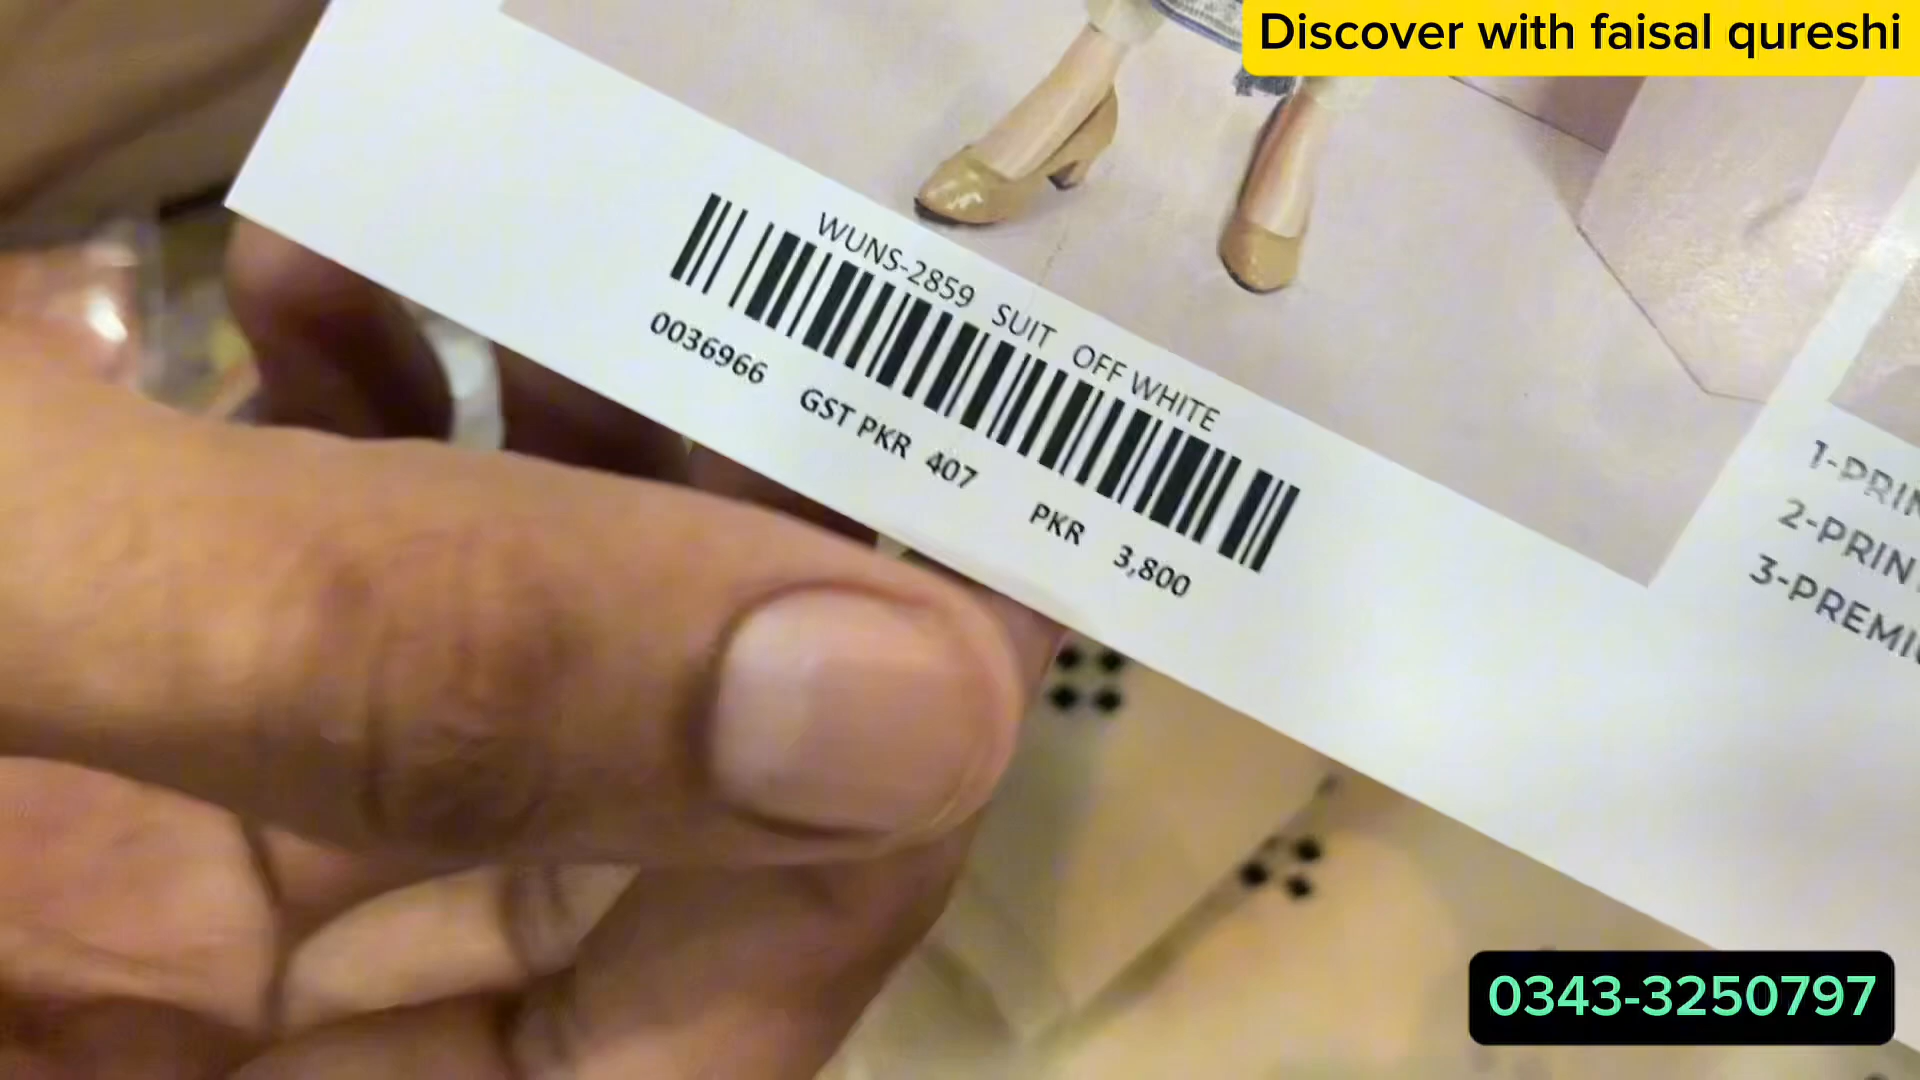 Discover with faisal qureshi
WUNS-2859 SUIT OFF WHITE
0036966 GST PKR 407 PKR 3,800
1-PRIN
2-PRIN
3-PREMIU
0343-3250797